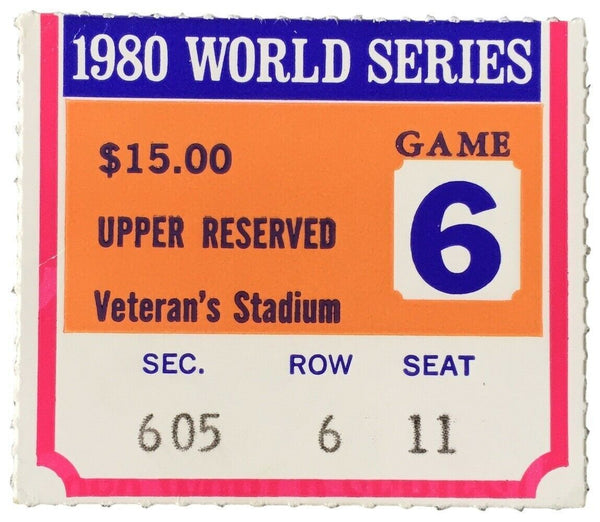 1980 WORLD SERIES
$15.00
GAME
6
UPPER RESERVED
Veteran's Stadium
SEC. ROW SEAT
605 6 11